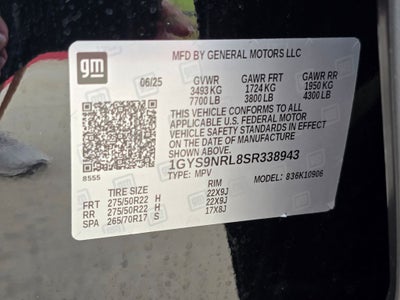 gm
MFD BY GENERAL MOTORS LLC
06/25 GVWR GAWR FRT GAWR RR
3493 KG 1724 KG 1950 KG
7700 LB 3800 LB 4300 LB
THIS VEHICLE CONFORMS TO ALL
APPLICABLE U.S. FEDERAL MOTOR
VEHICLE SAFETY STANDARDS IN EFFECT
ON THE DATE OF MANUFACTURE
SHOWN ABOVE.
1GYS9NRL8SR338943
8555
TYPE: MPV MODEL: 836K10906
TIRE SIZE RIM
FRT 275/50R22 H 22X9J
RR 275/50R22 H 22X9J
SPA 265/70R17 S 17X8J